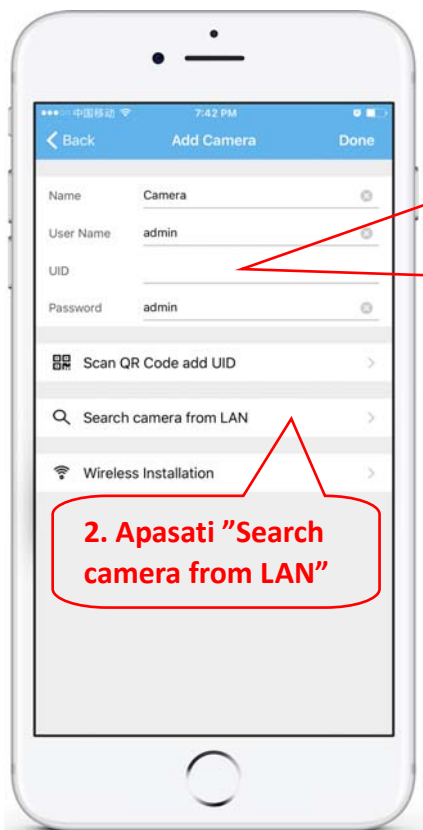 中国移动 7:42 PM
Back Add Camera Done
Name Camera
User Name admin
UID
Password admin
Scan QR Code add UID
Search camera from LAN
Wireless Installation
2. Apasati ”Search
camera from LAN”